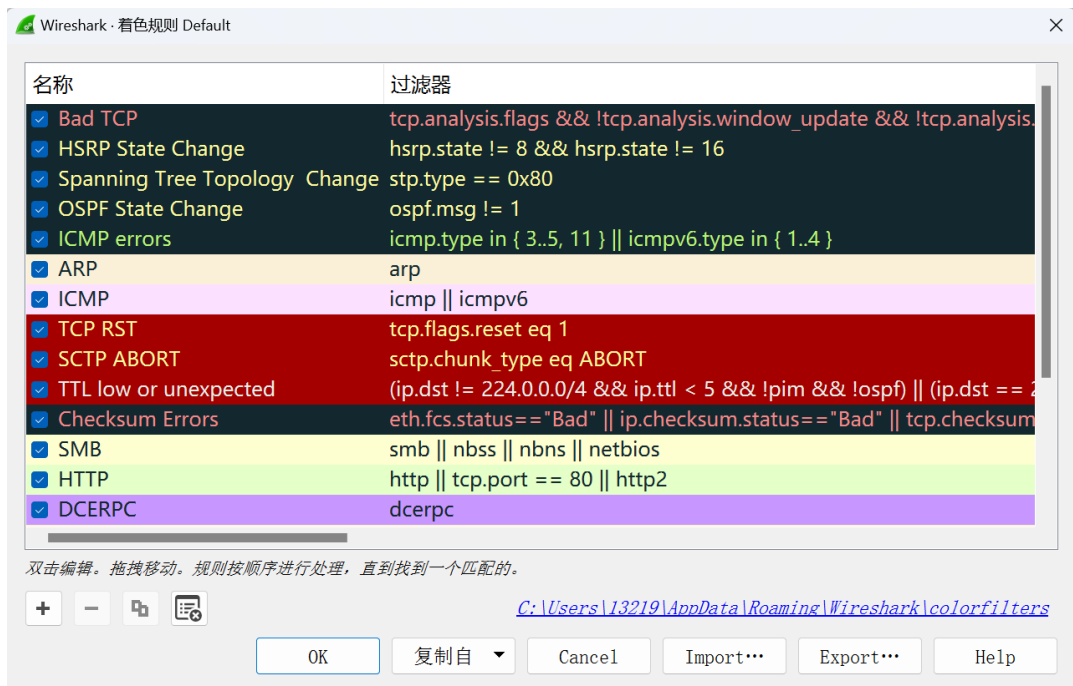 Wireshark · 着色规则 Default
名称 过滤器
Bad TCP tcp.analysis.flags && !tcp.analysis.window_update && !tcp.analysis.
HSRP State Change hsrp.state != 8 && hsrp.state != 16
Spanning Tree Topology  Change stp.type == 0x80
OSPF State Change ospf.msg != 1
ICMP errors icmp.type in { 3..5, 11 } || icmpv6.type in { 1..4 }
ARP arp
ICMP icmp || icmpv6
TCP RST tcp.flags.reset eq 1
SCTP ABORT sctp.chunk_type eq ABORT
TTL low or unexpected (ip.dst != 224.0.0.0/4 && ip.ttl < 5 && !pim && !ospf) || (ip.dst == 2
Checksum Errors eth.fcs.status=="Bad" || ip.checksum.status=="Bad" || tcp.checksum
SMB smb || nbss || nbns || netbios
HTTP http || tcp.port == 80 || http2
DCERPC dcerpc
双击编辑。拖拽移动。规则按顺序进行处理，直到找到一个匹配的。
C:\Users\13219\AppData\Roaming\Wireshark\colorfilters
OK 复制自 Cancel Import… Export… Help